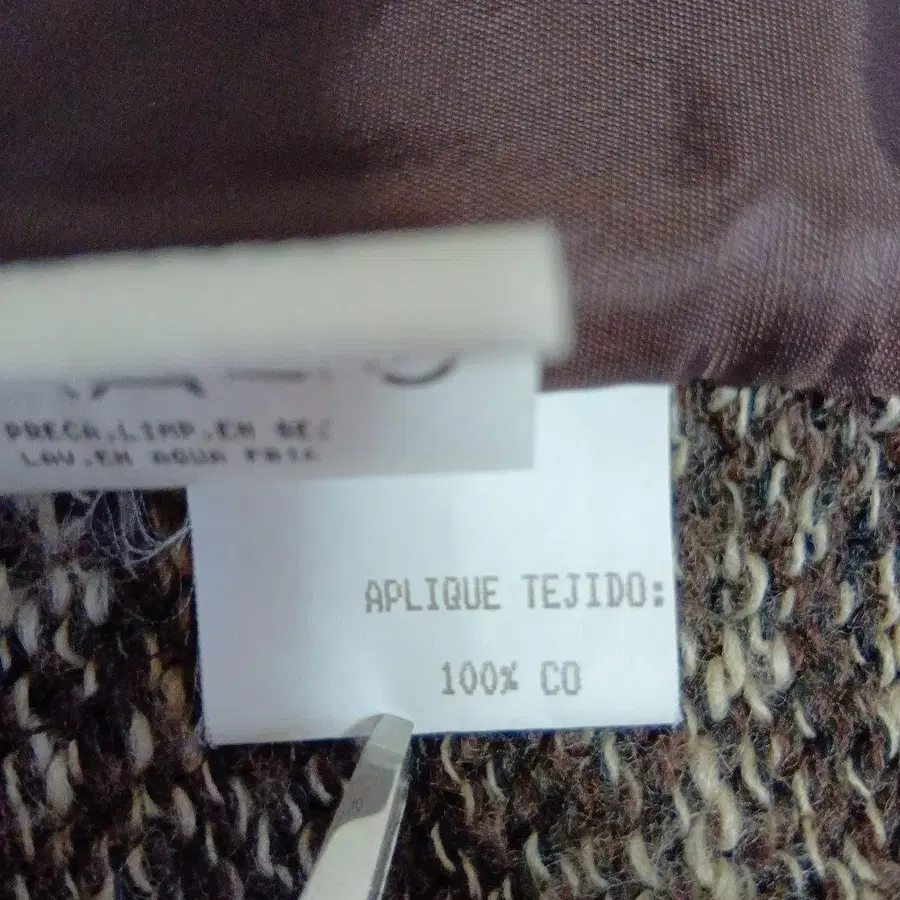 PRECA.LIMP.EN SE
LAV.EN AGUA FRIA
APLIQUE TEJIDO:
100% CO